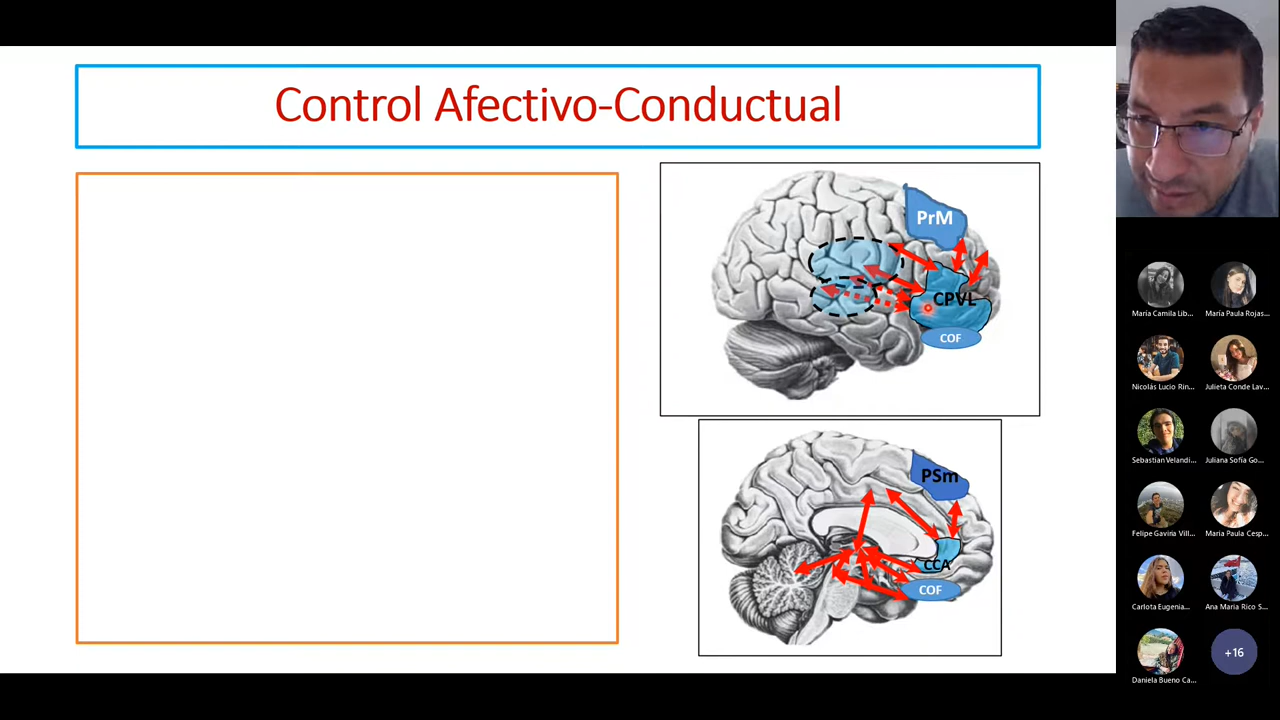 Control Afectivo-Conductual
PrM
CPVL
COF
PSm
CCA
COF
María Camila Lib...
María Paula Rojas...
Nicolás Lucio Rin...
Julieta Conde Lav...
Sebastian Velandi...
Juliana Sofía Go...
Felipe Gaviria Vill...
Maria Paula Cesp...
Carlota Eugenia...
Ana Maria Rico S...
Daniela Bueno Ca...
+16